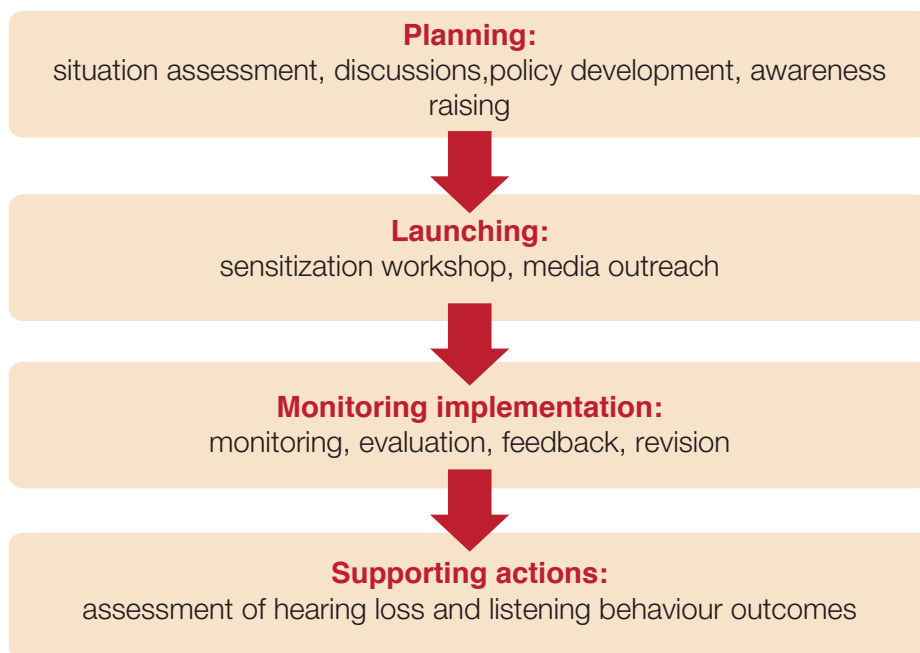 Planning:
situation assessment, discussions,policy development, awareness
raising
Launching:
sensitization workshop, media outreach
Monitoring implementation:
monitoring, evaluation, feedback, revision
Supporting actions:
assessment of hearing loss and listening behaviour outcomes